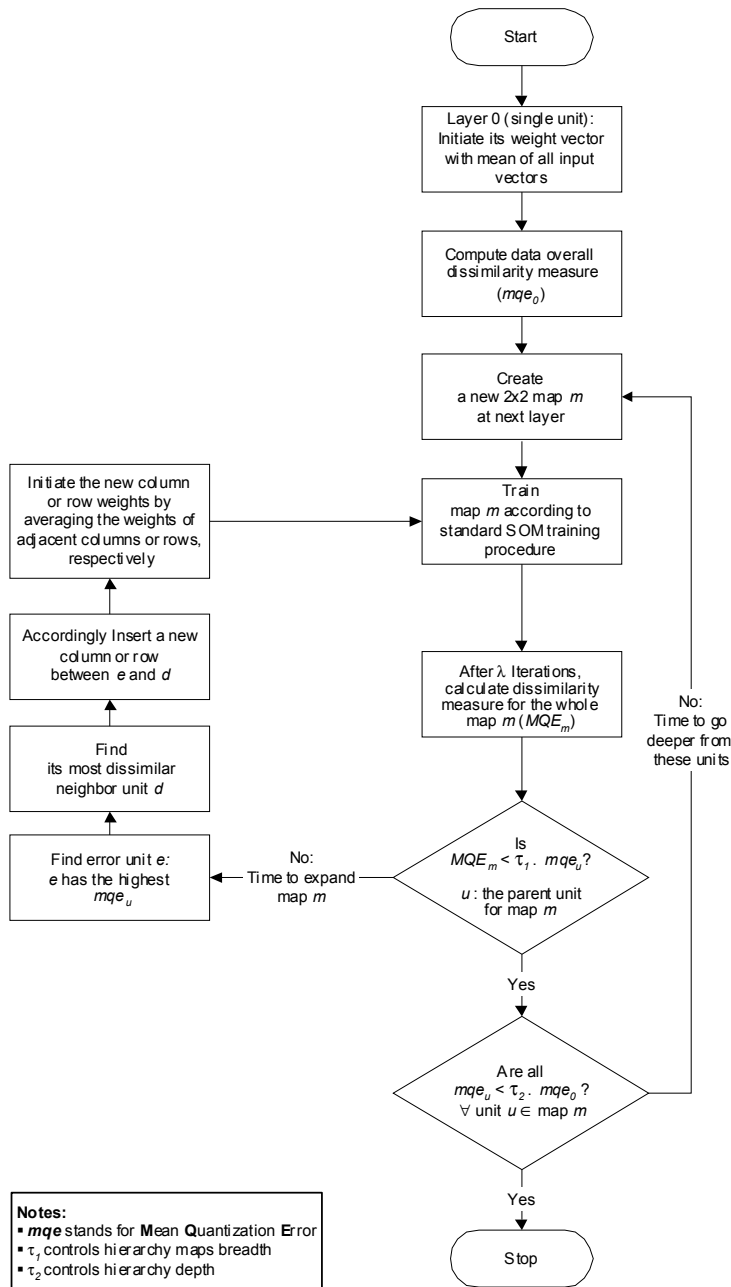 Start
Layer 0 (single unit):
Initiate its weight vector
with mean of all input
vectors
Compute data overall
dissimilarity measure
(mqe₀)
Create
a new 2x2 map m
at next layer
Initiate the new column
or row weights by
averaging the weights of
adjacent columns or rows,
respectively
Train
map m according to
standard SOM training
procedure
Accordingly Insert a new
column or row
between e and d
After λ Iterations,
calculate dissimilarity
measure for the whole
map m (MQEₘ)
No:
Time to go
deeper from
these units
Find
its most dissimilar
neighbor unit d
Find error unit e:
e has the highest
mqeᵤ
No:
Time to expand
map m
Is
MQEₘ < τ₁ . mqeᵤ?
u : the parent unit
for map m
Yes
Are all
mqeᵤ < τ₂ . mqe₀ ?
∀ unit u ∈ map m
Yes
Stop
Notes:
▪ mqe stands for Mean Quantization Error
▪ τ₁ controls hierarchy maps breadth
▪ τ₂ controls hierarchy depth